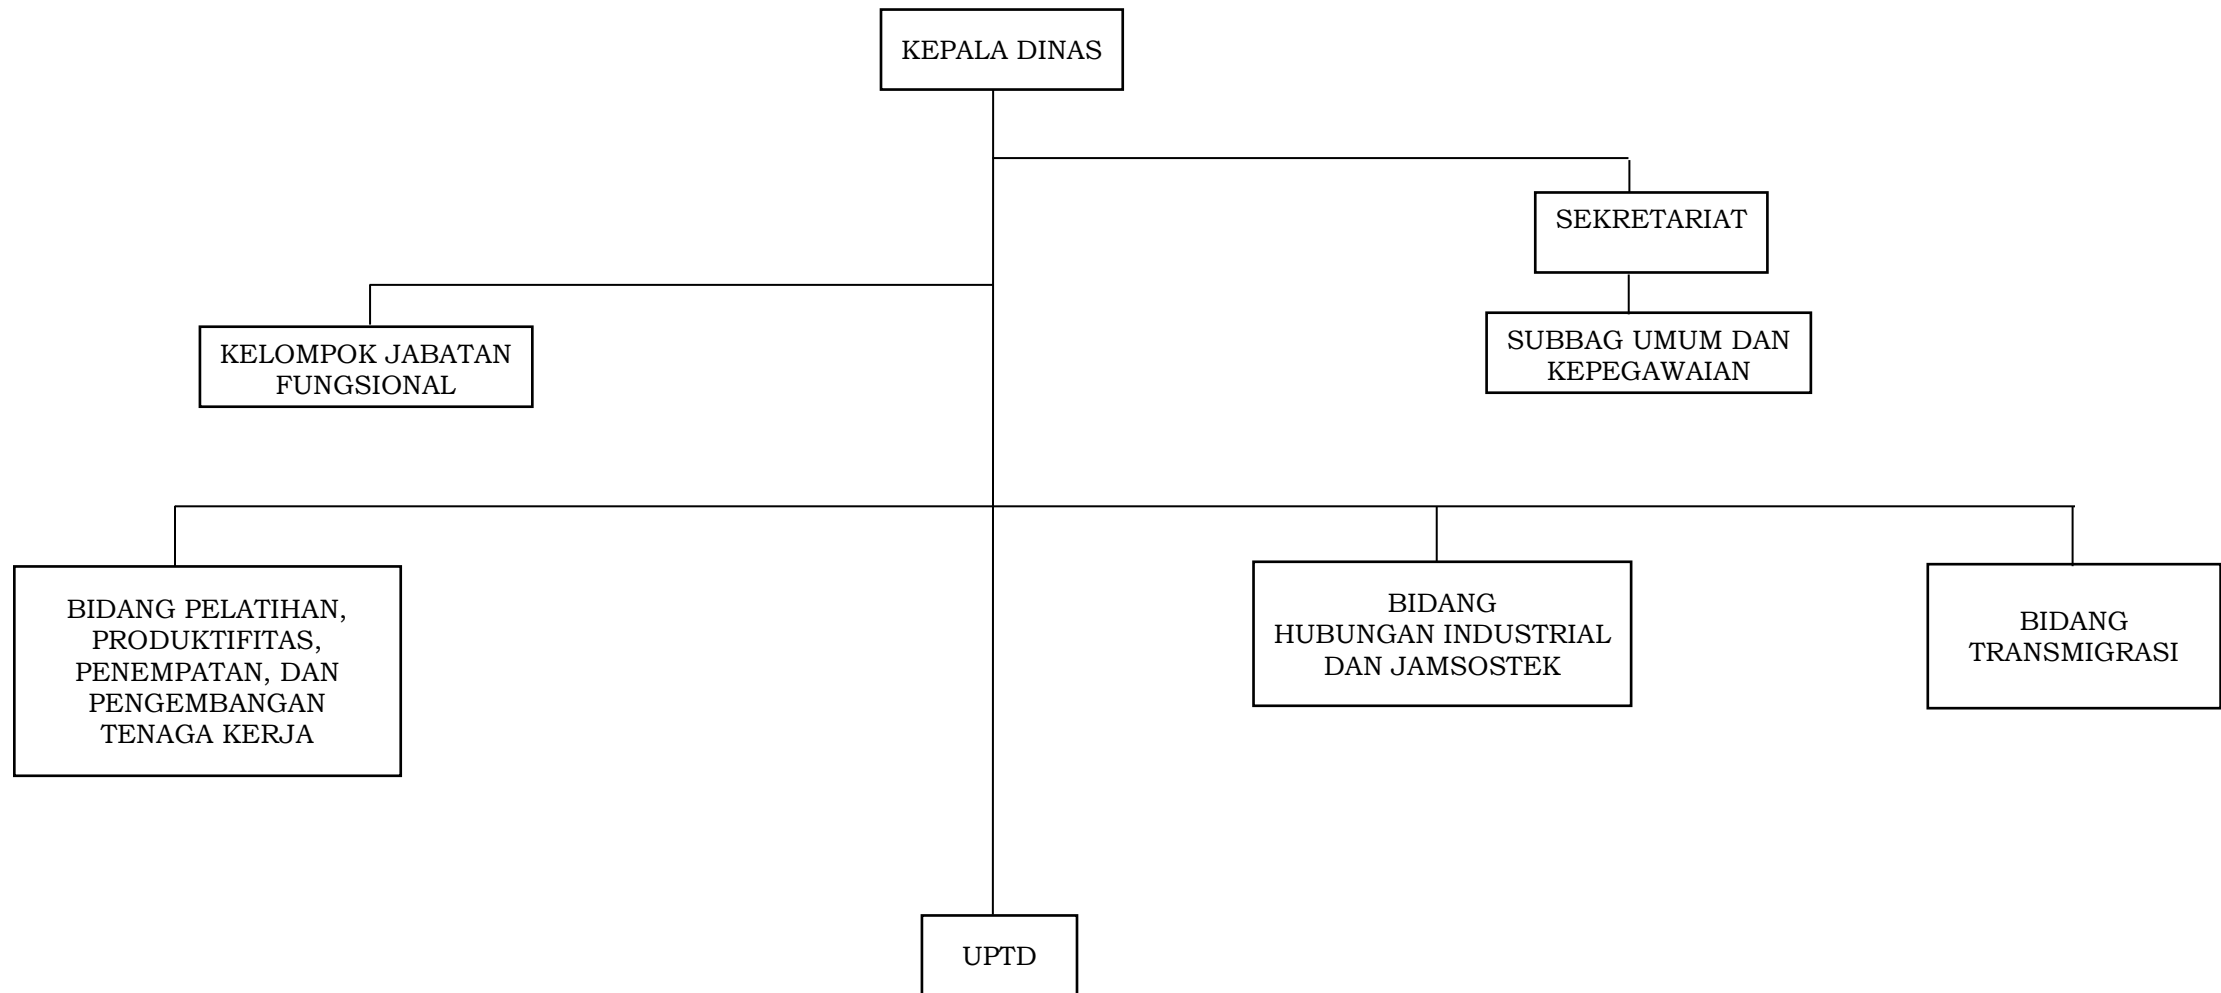 KEPALA DINAS
SEKRETARIAT
SUBBAG UMUM DAN
KEPEGAWAIAN
KELOMPOK JABATAN
FUNGSIONAL
BIDANG PELATIHAN,
PRODUKTIFITAS,
PENEMPATAN, DAN
PENGEMBANGAN
TENAGA KERJA
BIDANG
HUBUNGAN INDUSTRIAL
DAN JAMSOSTEK
BIDANG
TRANSMIGRASI
UPTD